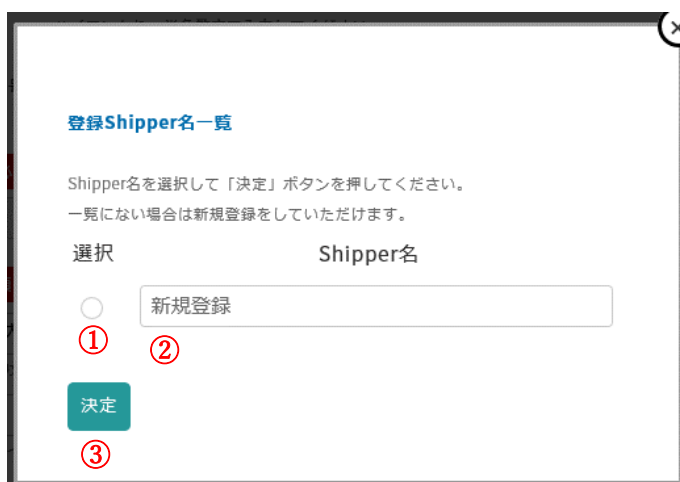 登録Shipper名一覧
Shipper名を選択して「決定」ボタンを押してください。
一覧にない場合は新規登録をしていただけます。
選択 Shipper名
新規登録
① ②
決定
③